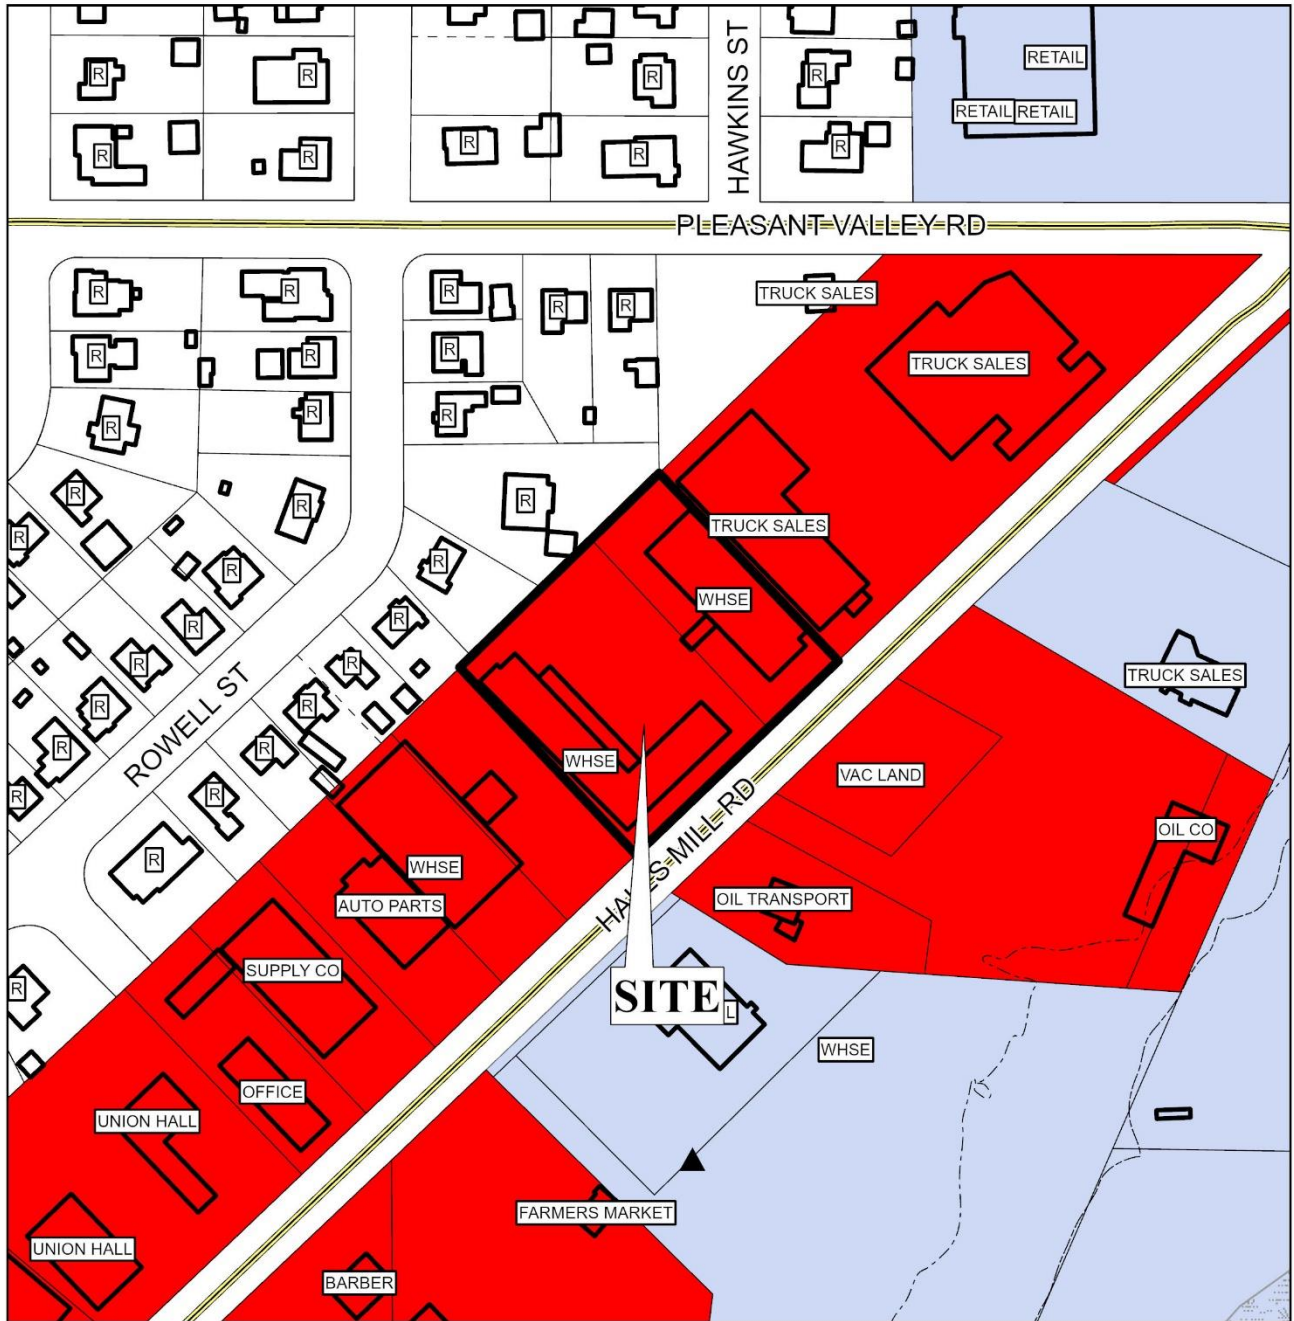 HAWKINS ST
RETAIL
R
R
R
R
RETAIL RETAIL
R
R
R
R
R
PLEASANT VALLEY RD
R
R
R
R
R
TRUCK SALES
R
R
R
TRUCK SALES
R
R
R
R
R
R
TRUCK SALES
R
R
R
WHSE
R
R
R
R
TRUCK SALES
R
R
ROWELL ST
R
R
WHSE
VAC LAND
R
R
OIL CO
MILL RD
R
WHSE
AUTO PARTS
OIL TRANSPORT
SUPPLY CO
R
SITE
L
WHSE
OFFICE
UNION HALL
FARMERS MARKET
UNION HALL
BARBER